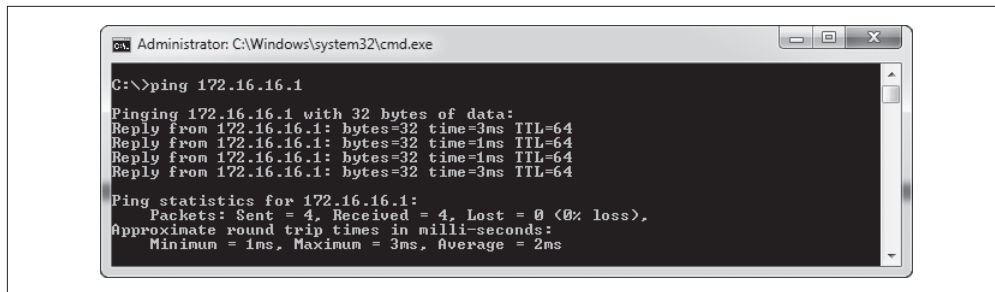 Administrator: C:\Windows\system32\cmd.exe
C:\>ping 172.16.16.1
Pinging 172.16.16.1 with 32 bytes of data:
Reply from 172.16.16.1: bytes=32 time=3ms TTL=64
Reply from 172.16.16.1: bytes=32 time=1ms TTL=64
Reply from 172.16.16.1: bytes=32 time=1ms TTL=64
Reply from 172.16.16.1: bytes=32 time=3ms TTL=64
Ping statistics for 172.16.16.1:
Packets: Sent = 4, Received = 4, Lost = 0 (0% loss),
Approximate round trip times in milli-seconds:
Minimum = 1ms, Maximum = 3ms, Average = 2ms